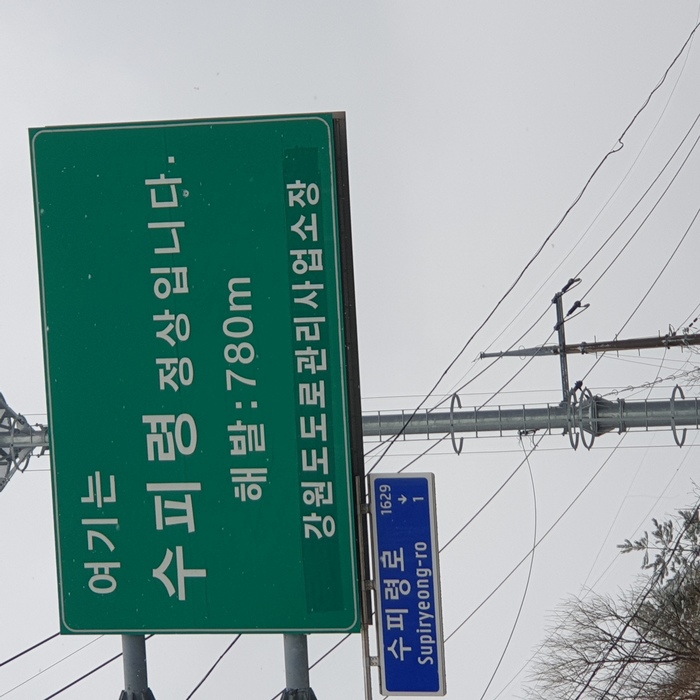 여기는
수피령 정상입니다.
해발:780m
강원도도로관리사업소장
수피령로
Supiryeong-ro
1629
↓
1